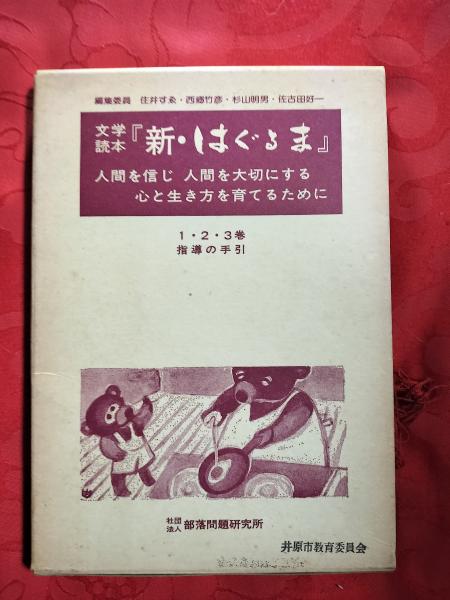 編集委員 住井すゑ・西郷竹彦・杉山明男・佐古田好一
文学読本『新・はぐるま』
人間を信じ 人間を大切にする
心と生き方を育てるために
1・2・3巻
指導の手引
社団法人 部落問題研究所
井原市教育委員会